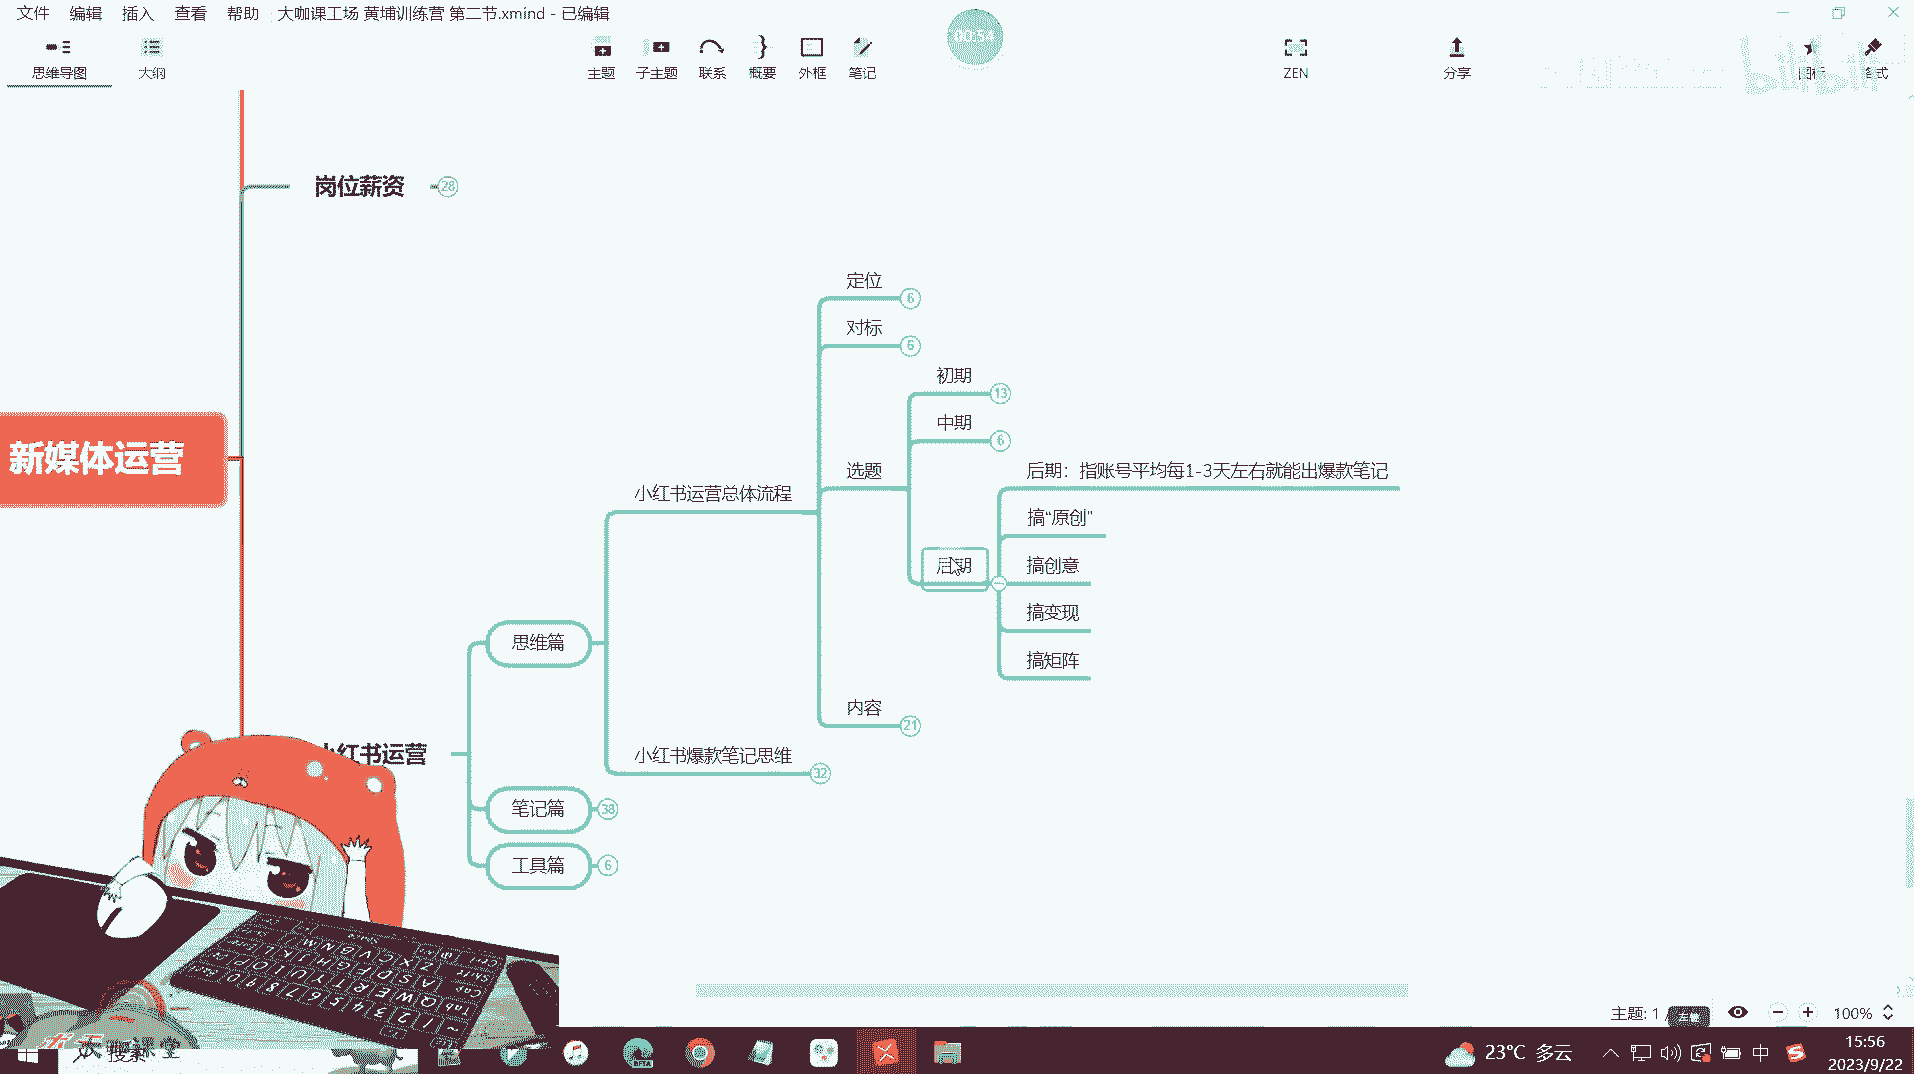 文件 编辑 插入 查看 帮助 大咖课工场 黄埔训练营 第二节.xmind - 已编辑
00:54
思维导图 大纲 主题 子主题 联系 概要 外框 笔记 ZEN 分享 图标 格式
bilibili
岗位薪资 28
定位 6
对标 6
初期 13
中期 6
新媒体运营
选题
后期：指账号平均每1-3天左右就能出爆款笔记
小红书运营总体流程
搞“原创”
后期
搞创意
搞变现
思维篇
搞矩阵
内容 21
小红书运营
小红书爆款笔记思维 32
笔记篇 38
工具篇 6
主题: 1 /
100%
搜索
23°C 多云
中
15:56
2023/9/22